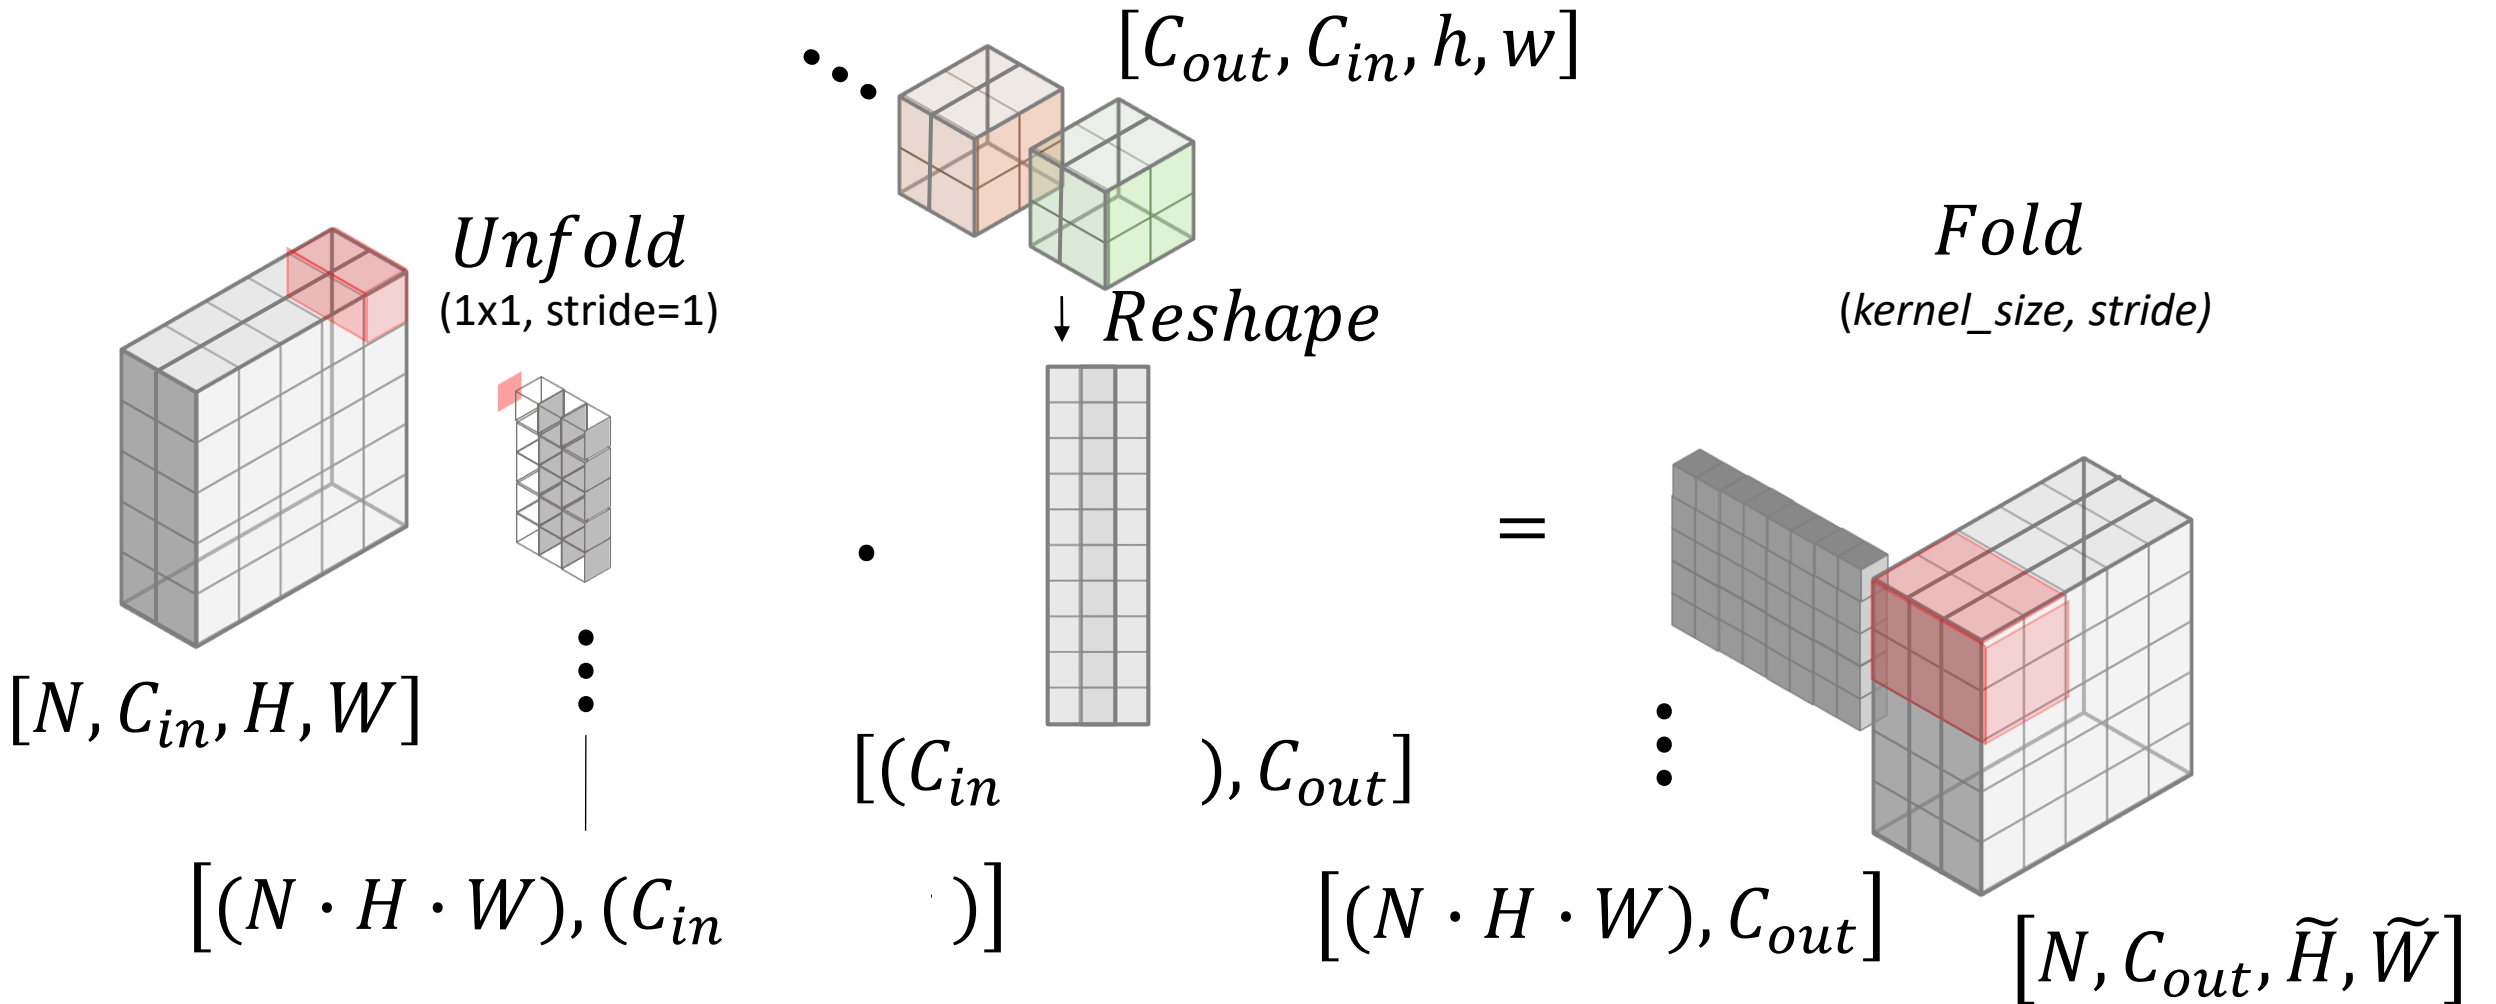 [C_out, C_in, h, w]
Unfold
(1x1, stride=1)
↓ Reshape
Fold
(kernel_size, stride)
·
=
[N, C_in, H, W]
[(C_in ), C_out]
[(N · H · W), (C_in )]
[(N · H · W), C_out]
[N, C_out, H̃, W̃]